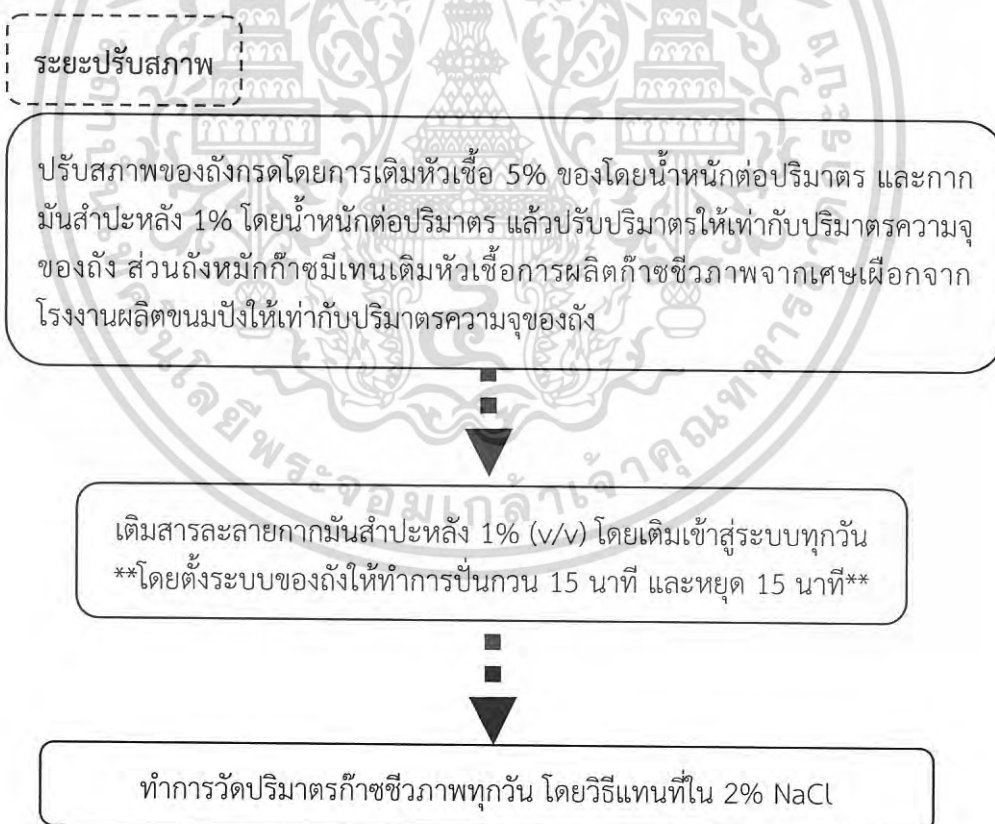 ระยะปรับสภาพ
ปรับสภาพของถังกรดโดยการเติมหัวเชื้อ 5% ของโดยน้ำหนักต่อปริมาตร และกาก
มันสำปะหลัง 1% โดยน้ำหนักต่อปริมาตร แล้วปรับปริมาตรให้เท่ากับปริมาตรความจุ
ของถัง ส่วนถังหมักก๊าซมีเทนเติมหัวเชื้อการผลิตก๊าซชีวภาพจากเศษเผือกจาก
โรงงานผลิตขนมปังให้เท่ากับปริมาตรความจุของถัง
เติมสารละลายกากมันสำปะหลัง 1% (v/v) โดยเติมเข้าสู่ระบบทุกวัน
**โดยตั้งระบบของถังให้ทำการปั่นกวน 15 นาที และหยุด 15 นาที**
ทำการวัดปริมาตรก๊าซชีวภาพทุกวัน โดยวิธีแทนที่ใน 2% NaCl